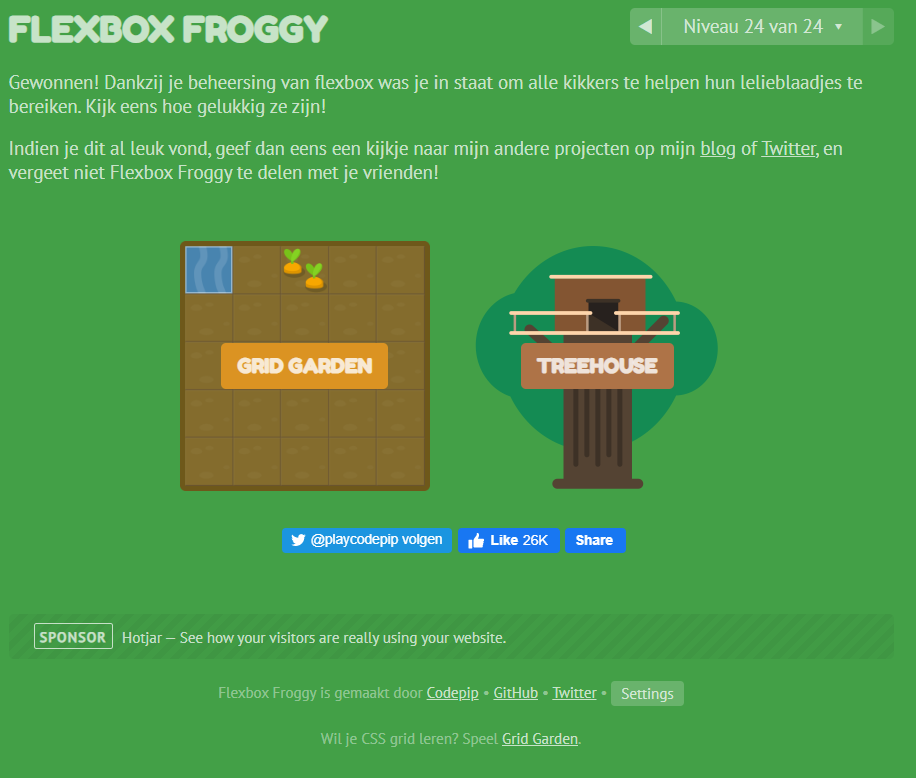 FLEXBOX FROGGY
Niveau 24 van 24
Gewonnen! Dankzij je beheersing van flexbox was je in staat om alle kikkers te helpen hun lelieblaadjes te
bereiken. Kijk eens hoe gelukkig ze zijn!
Indien je dit al leuk vond, geef dan eens een kijkje naar mijn andere projecten op mijn blog of Twitter, en
vergeet niet Flexbox Froggy te delen met je vrienden!
GRID GARDEN
TREEHOUSE
@playcodepip volgen
Like 26K
Share
SPONSOR Hotjar — See how your visitors are really using your website.
Flexbox Froggy is gemaakt door Codepip • GitHub • Twitter • Settings
Wil je CSS grid leren? Speel Grid Garden.